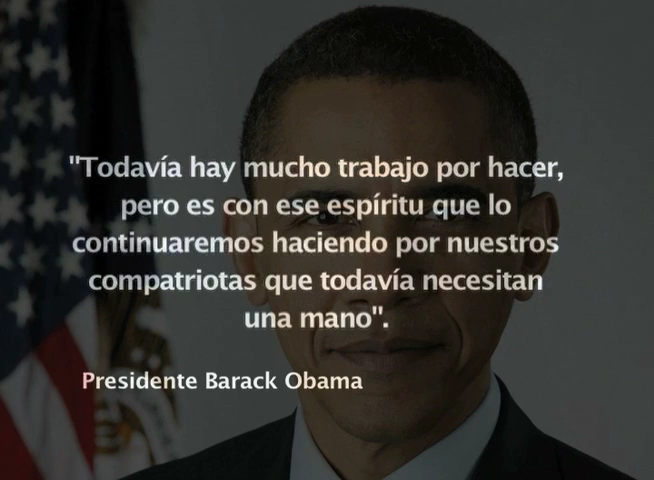 "Todavía hay mucho trabajo por hacer,
pero es con ese espíritu que lo
continuaremos haciendo por nuestros
compatriotas que todavía necesitan
una mano".
Presidente Barack Obama